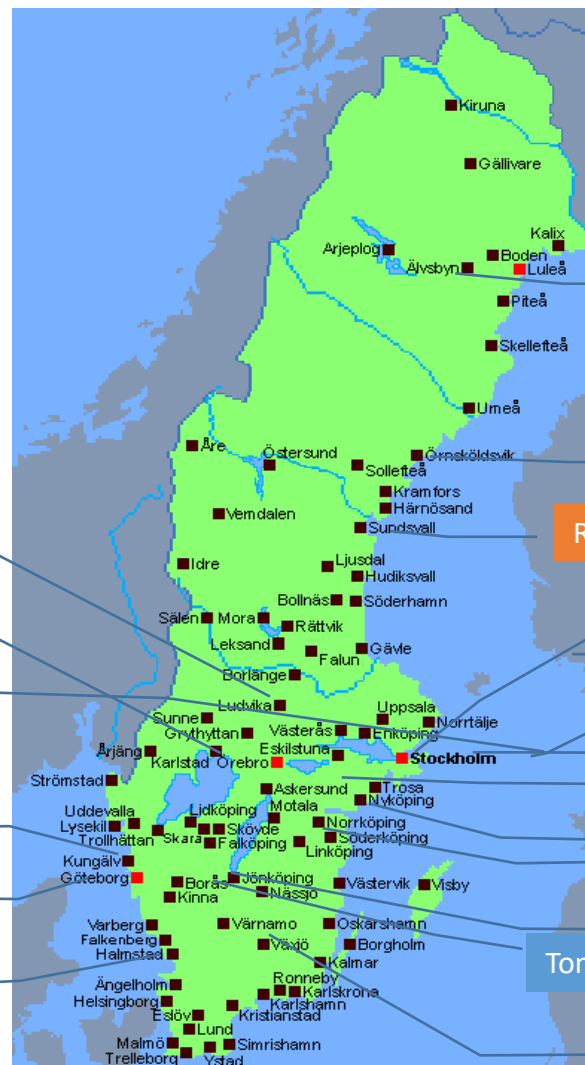 Kiruna
Gällivare
Kalix
Arjeplog
Boden
Älvsbyn
Luleå
Piteå
Skellefteå
Umeå
Åre
Östersund
Örnsköldsvik
Sollefteå
Kramfors
Härnösand
Vemdalen
Sundsvall
R
Idre
Ljusdal
Hudiksvall
Bollnäs
Söderhamn
Sälen
Mora
Rättvik
Leksand
Falun
Gävle
Borlänge
Ludvika
Uppsala
Sunne
Norrtälje
Grythyttan
Västerås
Enköping
Årjäng
Eskilstuna
Karlstad
Örebro
Stockholm
Strömstad
Askersund
Trosa
Nyköping
Uddevalla
Lidköping
Motala
Norrköping
Lysekil
Skövde
Trollhättan
Skara
Söderköping
Falköping
Linköping
Kungälv
Göteborg
Borås
Jönköping
Västervik
Visby
Kinna
Nässjö
Varberg
Värnamo
Oskarshamn
Falkenberg
Växjö
Borgholm
Halmstad
Kalmar
Ton
Ängelholm
Ronneby
Helsingborg
Karlskrona
Karlshamn
Eslöv
Kristianstad
Lund
Malmö
Simrishamn
Trelleborg
Ystad